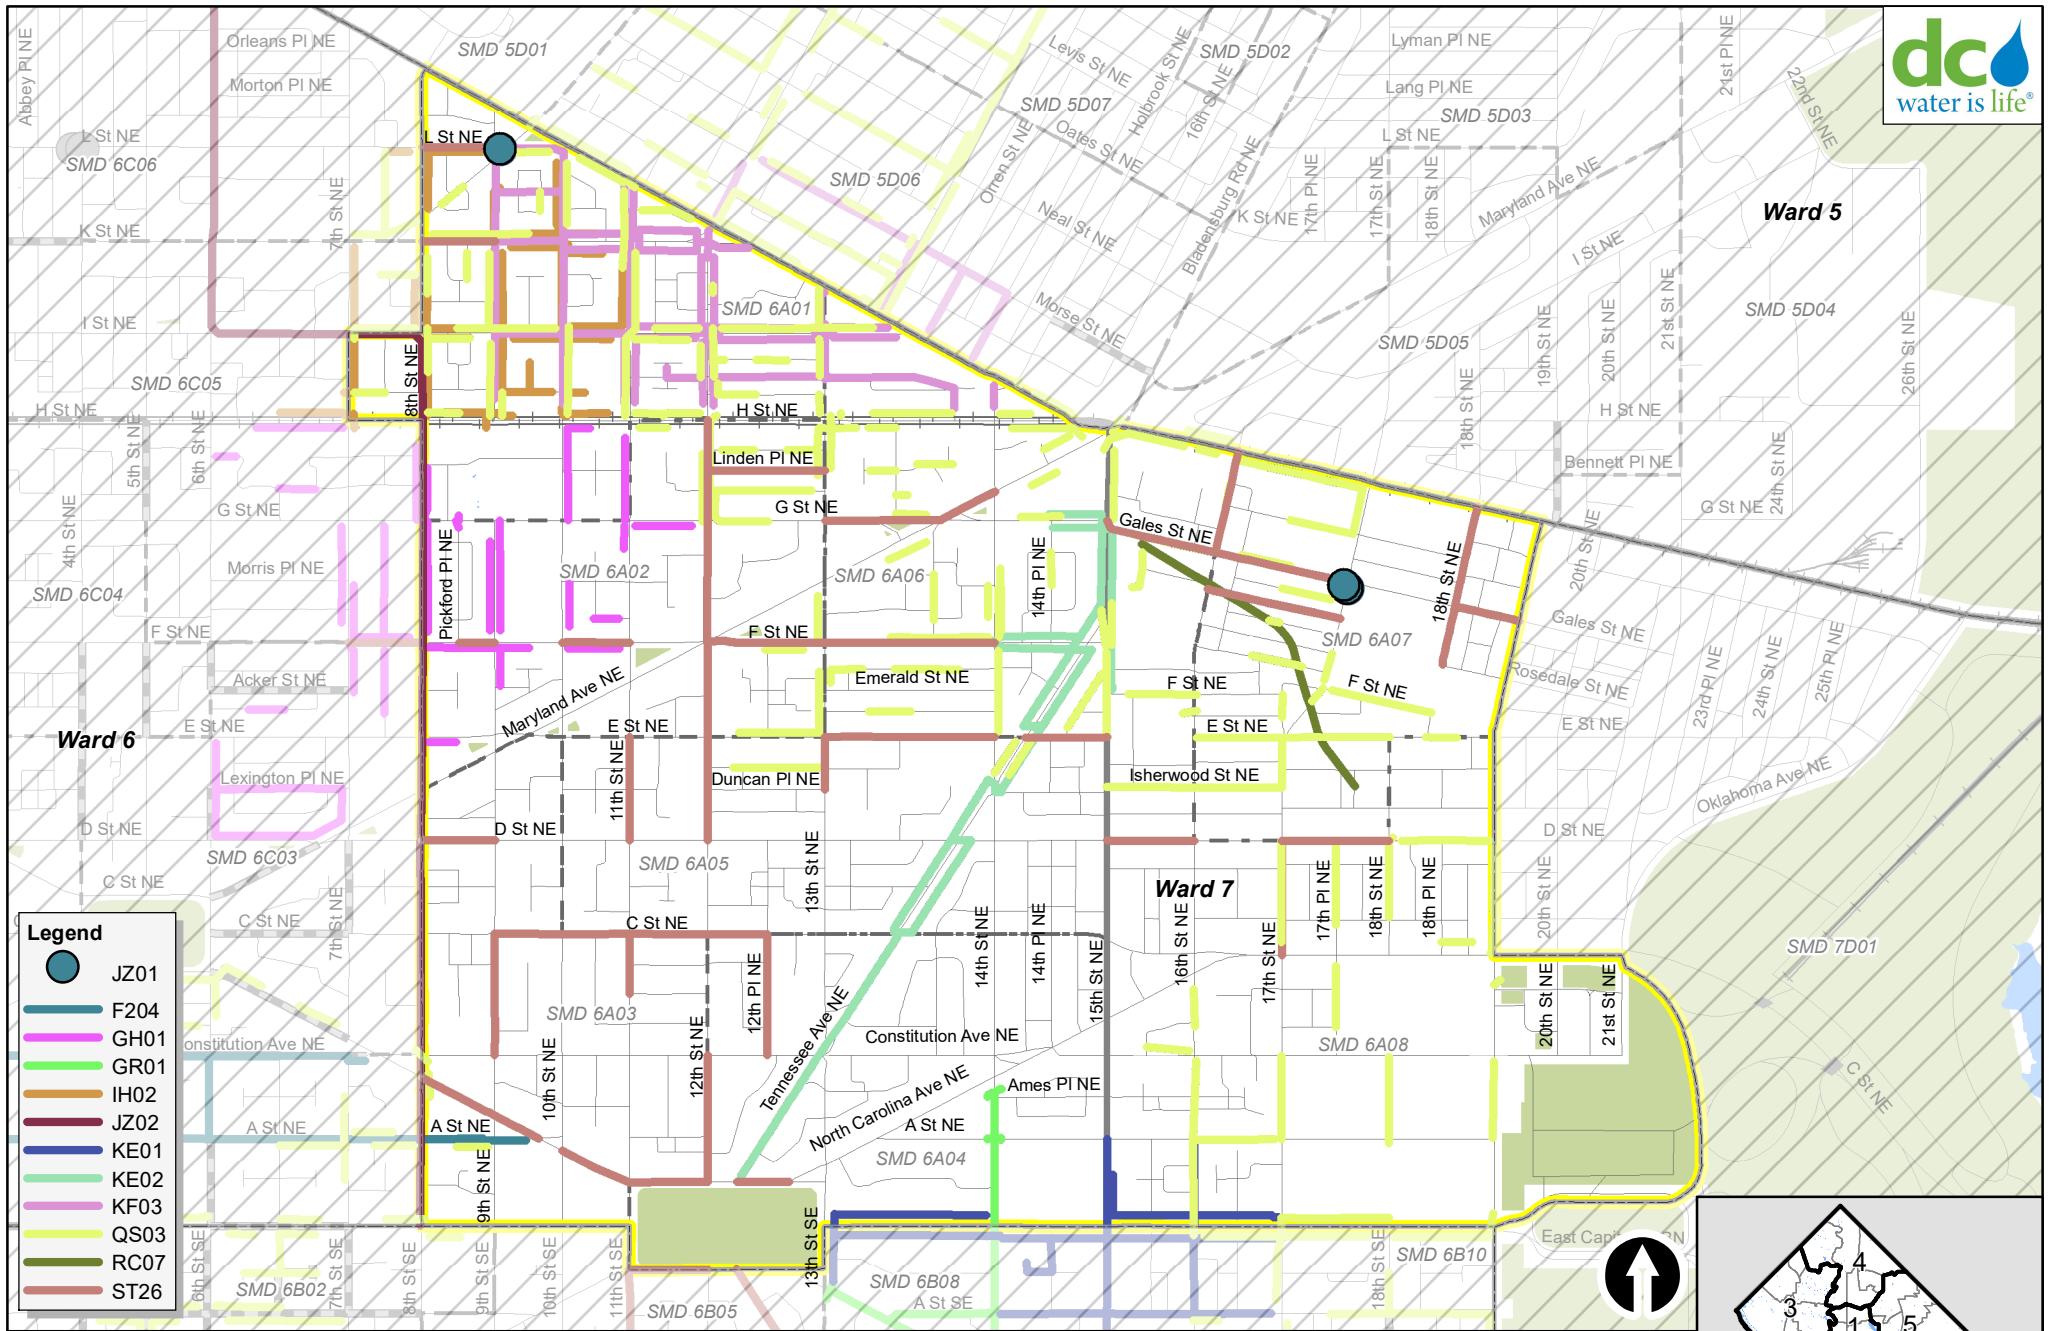 SMD 5D01
Orleans Pl NE
Morton Pl NE
Abbey Pl NE
L St NE
SMD 6C06
7th St NE
K St NE
I St NE
SMD 6C05
H St NE
5th St NE
6th St NE
4th St NE
G St NE
Morris Pl NE
SMD 6C04
F St NE
Acker St NE
E St NE
Ward 6
Lexington Pl NE
D St NE
SMD 6C03
C St NE
C St NE
7th St NE
onstitution Ave NE
A St NE
L St NE
8th St NE
SMD 6A01
H St NE
Linden Pl NE
G St NE
Pickford Pl NE
SMD 6A02
SMD 6A06
14th Pl NE
F St NE
Emerald St NE
Maryland Ave NE
E St NE
11th St NE
Duncan Pl NE
D St NE
SMD 6A05
13th St NE
C St NE
14th St NE
14th Pl NE
15th St NE
12th Pl NE
SMD 6A03
Tennessee Ave NE
Constitution Ave NE
10th St NE
12th St NE
North Carolina Ave NE
Ames Pl NE
A St NE
A St NE
SMD 6A04
9th St NE
13th St SE
Levis St NE
Holbrook St NE
16th St NE
SMD 5D02
SMD 5D07
Oates St NE
Orren St NE
SMD 5D06
Neal St NE
Bladensburg Rd NE
Morse St NE
Lyman Pl NE
Lang Pl NE
SMD 5D03
L St NE
21st Pl NE
22nd St NE
K St NE
17th Pl NE
17th St NE
18th St NE
Maryland Ave NE
I St NE
Ward 5
SMD 5D04
21st St NE
20th St NE
19th St NE
26th St NE
SMD 5D05
18th St NE
H St NE
Bennett Pl NE
24th St NE
G St NE
20th St NE
Gales St NE
18th St NE
SMD 6A07
F St NE
F St NE
E St NE
Isherwood St NE
Gales St NE
Rosedale St NE
24th St NE
25th Pl NE
23rd Pl NE
E St NE
Oklahoma Ave NE
D St NE
20th St NE
Ward 7
16th St NE
17th St NE
17th Pl NE
18th St NE
18th Pl NE
SMD 7D01
20th St NE
21st St NE
SMD 6A08
C St NE
East Capi
SMD 6B10
18th St SE
SMD 6B08
A St SE
SMD 6B05
11th St SE
10th St SE
9th St SE
8th St SE
7th St SE
SMD 6B02
6th St SE
dc
water is life®
Legend
JZ01
F204
GH01
GR01
IH02
JZ02
KE01
KE02
KF03
QS03
RC07
ST26
4
3
1
5